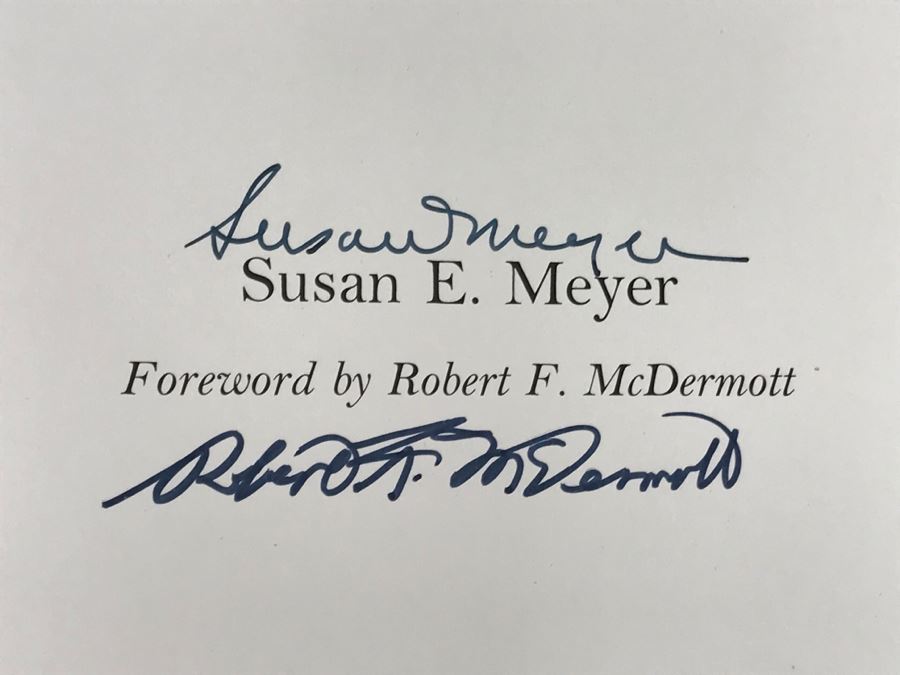 Susan Meyer
Susan E. Meyer
Foreword by Robert F. McDermott
Robert F. McDermott